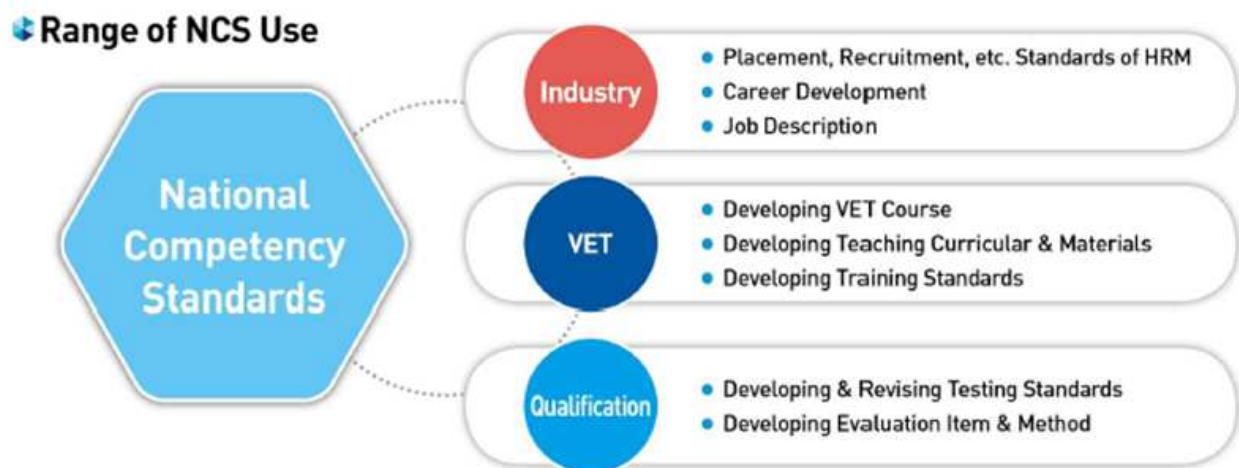 Range of NCS Use
National
Competency
Standards
Industry
Placement, Recruitment, etc. Standards of HRM
Career Development
Job Description
VET
Developing VET Course
Developing Teaching Curricular & Materials
Developing Training Standards
Qualification
Developing & Revising Testing Standards
Developing Evaluation Item & Method